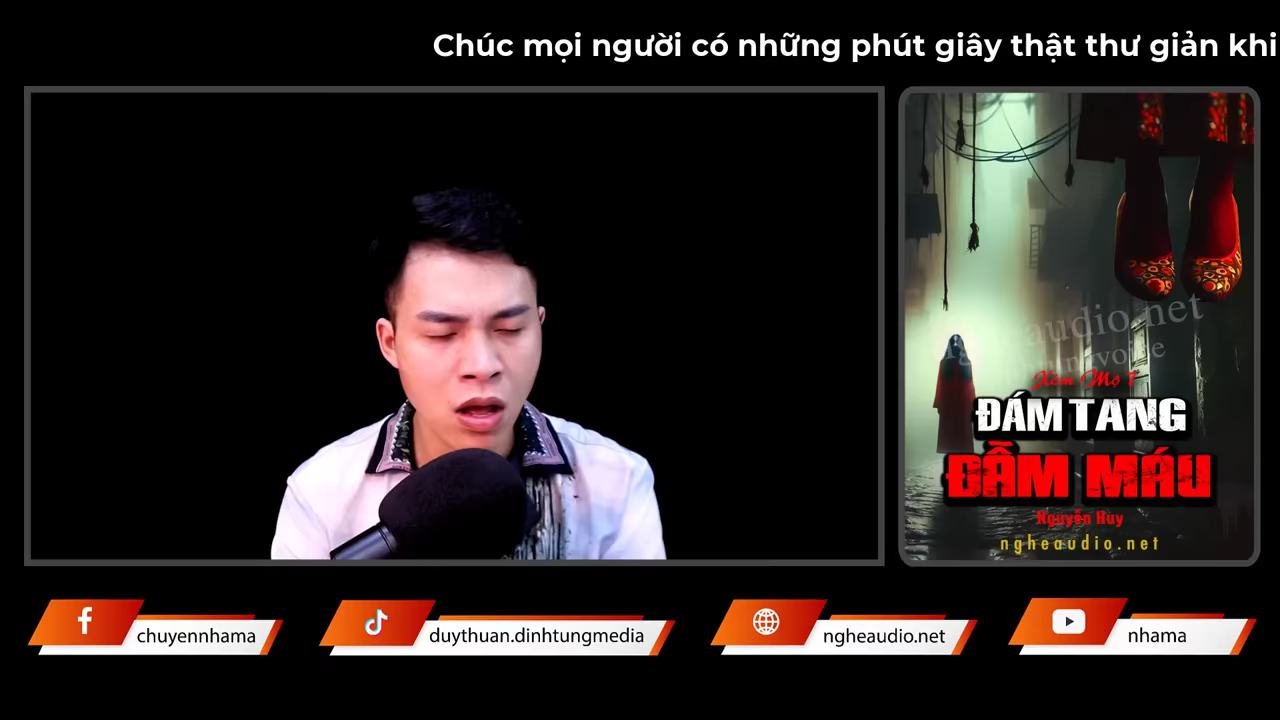 Chúc mọi người có những phút giây thật thư giản khi
ngheaudio.net
Xóm Mộ 7
ĐÁM TANG
ĐẪM MÁU
Nguyễn Huy
ngheaudio.net
chuyennhama
duythuan.dinhtungmedia
ngheaudio.net
nhama